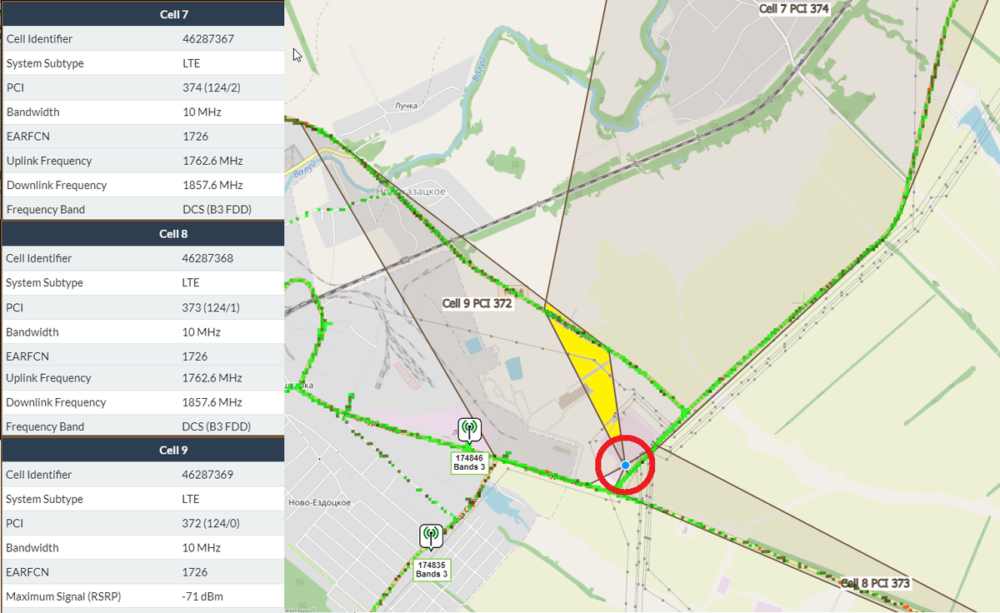 Cell 7
Cell Identifier 46287367
System Subtype LTE
PCI 374 (124/2)
Bandwidth 10 MHz
EARFCN 1726
Uplink Frequency 1762.6 MHz
Downlink Frequency 1857.6 MHz
Frequency Band DCS (B3 FDD)
Cell 8
Cell Identifier 46287368
System Subtype LTE
PCI 373 (124/1)
Bandwidth 10 MHz
EARFCN 1726
Uplink Frequency 1762.6 MHz
Downlink Frequency 1857.6 MHz
Frequency Band DCS (B3 FDD)
Cell 9
Cell Identifier 46287369
System Subtype LTE
PCI 372 (124/0)
Bandwidth 10 MHz
EARFCN 1726
Maximum Signal (RSRP) -71 dBm
Cell 7 PCI 374
Валуй
Лучка
Валуй
Cell 9 PCI 372
174846
Bands 3
Ново-Ездоцкое
174835
Bands 3
Cell 8 PCI 373